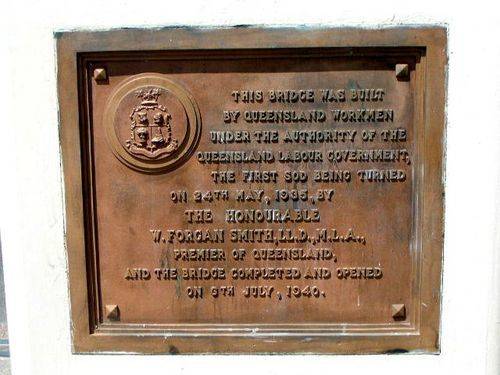 THIS BRIDGE WAS BUILT
BY QUEENSLAND WORKMEN
UNDER THE AUTHORITY OF THE
QUEENSLAND LABOUR GOVERNMENT,
THE FIRST SOD BEING TURNED
ON 24TH MAY, 1935, BY
THE HONOURABLE
W. FORGAN SMITH, LL.D., M.L.A.,
PREMIER OF QUEENSLAND,
AND THE BRIDGE COMPLETED AND OPENED
ON 6TH JULY, 1940.